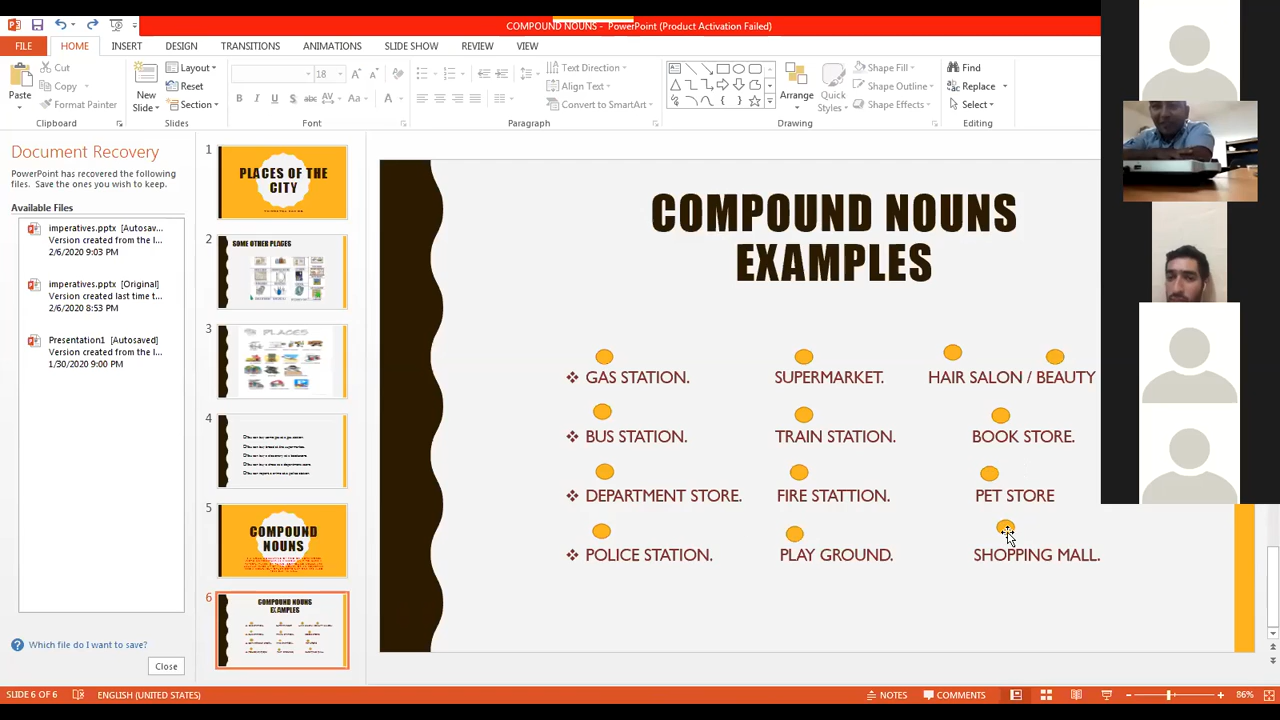 COMPOUND NOUNS - PowerPoint (Product Activation Failed)
FILE HOME INSERT DESIGN TRANSITIONS ANIMATIONS SLIDE SHOW REVIEW VIEW
Paste
Cut
Copy
Format Painter
Clipboard
New Slide
Layout
Reset
Section
Slides
18
Font
Text Direction
Align Text
Convert to SmartArt
Paragraph
Arrange
Quick Styles
Shape Fill
Shape Outline
Shape Effects
Drawing
Find
Replace
Select
Editing
Document Recovery
PowerPoint has recovered the following
files. Save the ones you wish to keep.
Available Files
imperatives.pptx [Autosav...
Version created from the l...
2/6/2020 9:03 PM
imperatives.pptx [Original]
Version created last time t...
2/6/2020 8:53 PM
Presentation1 [Autosaved]
Version created from the l...
1/30/2020 9:00 PM
Which file do I want to save?
Close
1
PLACES OF THE
CITY
2
SOME OTHER PLACES
3
PLACES
4
5
COMPOUND
NOUNS
6
COMPOUND NOUNS
EXAMPLES
COMPOUND NOUNS
EXAMPLES
❖ GAS STATION. SUPERMARKET. HAIR SALON / BEAUTY
❖ BUS STATION. TRAIN STATION. BOOK STORE.
❖ DEPARTMENT STORE. FIRE STATTION. PET STORE
❖ POLICE STATION. PLAY GROUND. SHOPPING MALL.
SLIDE 6 OF 6 ENGLISH (UNITED STATES) NOTES COMMENTS 86%